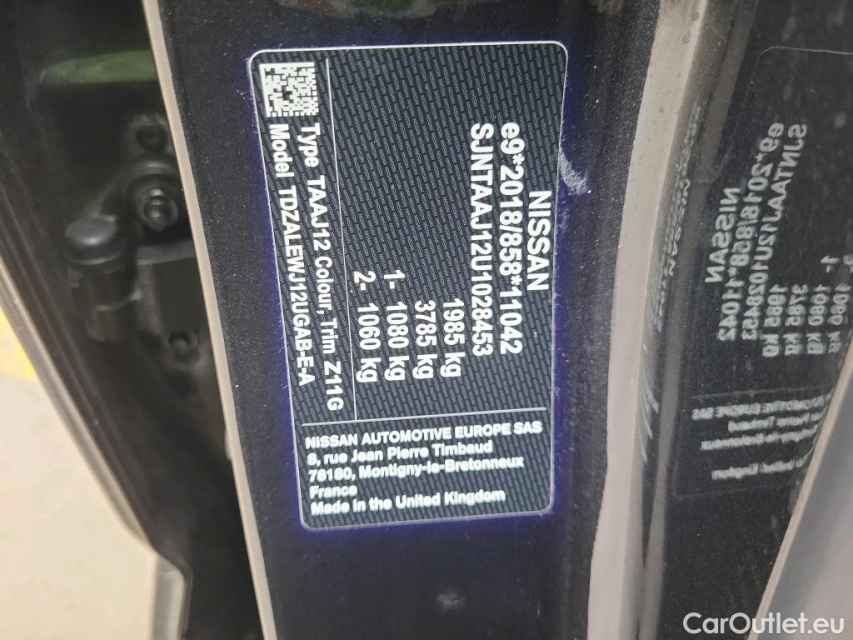 NISSAN
e9*2018/858*11042
SJNTAAJ12U1028453
1985 kg
3785 kg
1- 1080 kg
2- 1060 kg
Type TAAJ12 Colour, Trim Z11G
Model TDZALEWJ12UGAB-E-A
NISSAN AUTOMOTIVE EUROPE SAS
8, rue Jean Pierre Timbaud
78180, Montigny-le-Bretonneux
France
Made in the United Kingdom
CarOutlet.eu